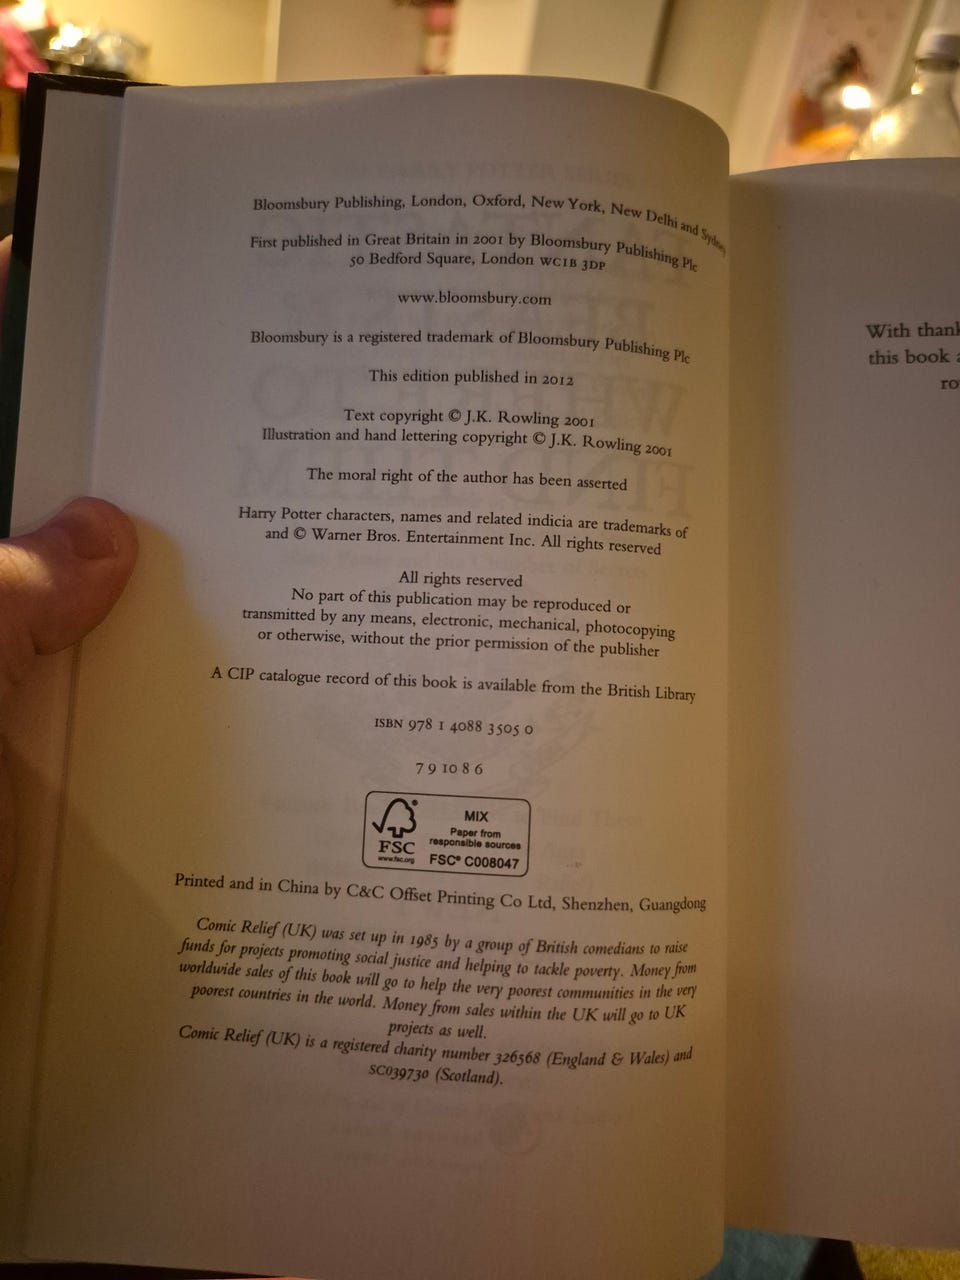 Bloomsbury Publishing, London, Oxford, New York, New Delhi and Sydney
First published in Great Britain in 2001 by Bloomsbury Publishing Plc
50 Bedford Square, London WC1B 3DP
www.bloomsbury.com
Bloomsbury is a registered trademark of Bloomsbury Publishing Plc
This edition published in 2012
Text copyright © J.K. Rowling 2001
Illustration and hand lettering copyright © J.K. Rowling 2001
The moral right of the author has been asserted
Harry Potter characters, names and related indicia are trademarks of
and © Warner Bros. Entertainment Inc. All rights reserved
All rights reserved
No part of this publication may be reproduced or
transmitted by any means, electronic, mechanical, photocopying
or otherwise, without the prior permission of the publisher
A CIP catalogue record of this book is available from the British Library
ISBN 978 1 4088 3505 0
7 9 10 8 6
FSC
www.fsc.org
MIX
Paper from
responsible sources
FSC® C008047
Printed and in China by C&C Offset Printing Co Ltd, Shenzhen, Guangdong
Comic Relief (UK) was set up in 1985 by a group of British comedians to raise
funds for projects promoting social justice and helping to tackle poverty. Money from
worldwide sales of this book will go to help the very poorest communities in the very
poorest countries in the world. Money from sales within the UK will go to UK
projects as well.
Comic Relief (UK) is a registered charity number 326568 (England & Wales) and
SC039730 (Scotland).
With thank
this book a
ro